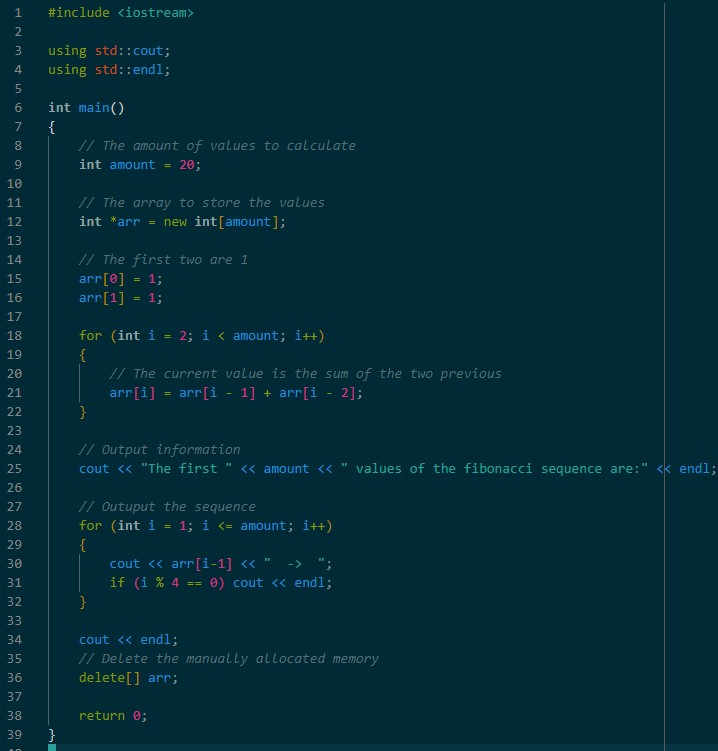 1 #include <iostream>
2
3 using std::cout;
4 using std::endl;
5
6 int main()
7 {
8     // The amount of values to calculate
9     int amount = 20;
10
11     // The array to store the values
12     int *arr = new int[amount];
13
14     // The first two are 1
15     arr[0] = 1;
16     arr[1] = 1;
17
18     for (int i = 2; i < amount; i++)
19     {
20         // The current value is the sum of the two previous
21         arr[i] = arr[i - 1] + arr[i - 2];
22     }
23
24     // Output information
25     cout << "The first " << amount << " values of the fibonacci sequence are:" << endl;
26
27     // Outuput the sequence
28     for (int i = 1; i <= amount; i++)
29     {
30         cout << arr[i-1] << "  ->  ";
31         if (i % 4 == 0) cout << endl;
32     }
33
34     cout << endl;
35     // Delete the manually allocated memory
36     delete[] arr;
37
38     return 0;
39 }